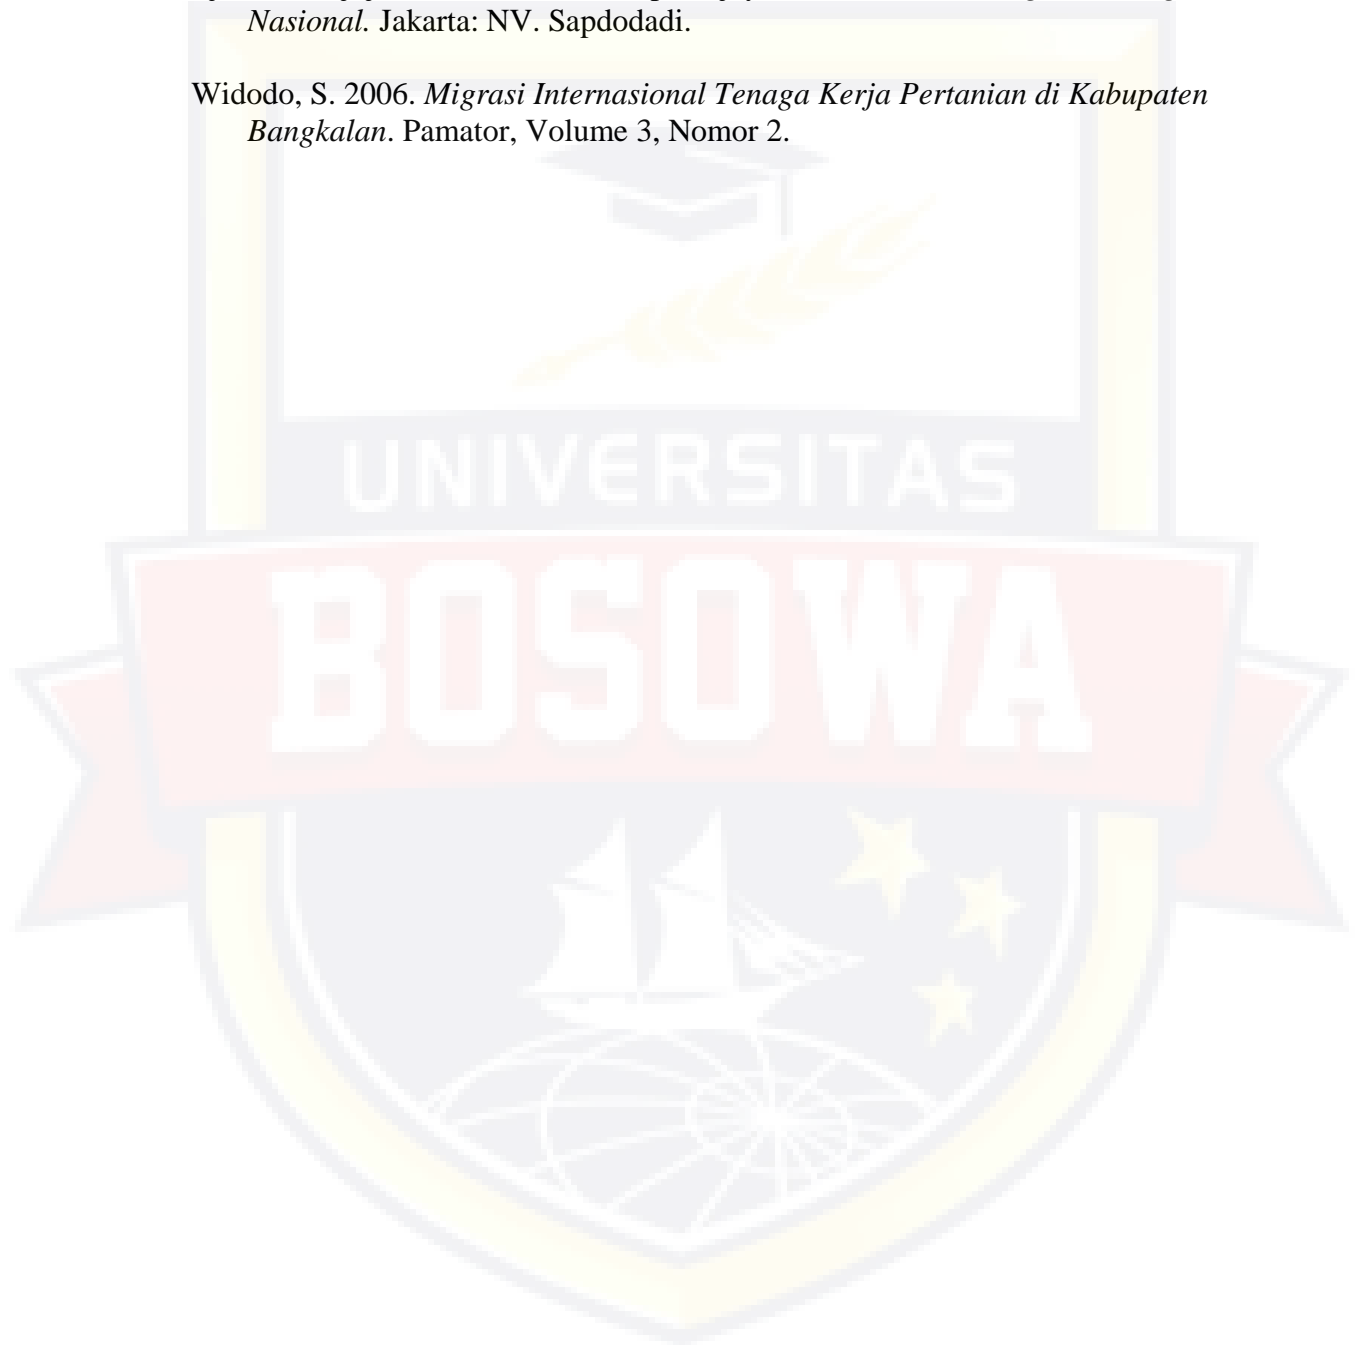 Nasional. Jakarta: NV. Sapdodadi.
Widodo, S. 2006. Migrasi Internasional Tenaga Kerja Pertanian di Kabupaten
Bangkalan. Pamator, Volume 3, Nomor 2.
UNIVERSITAS
BOSOWA